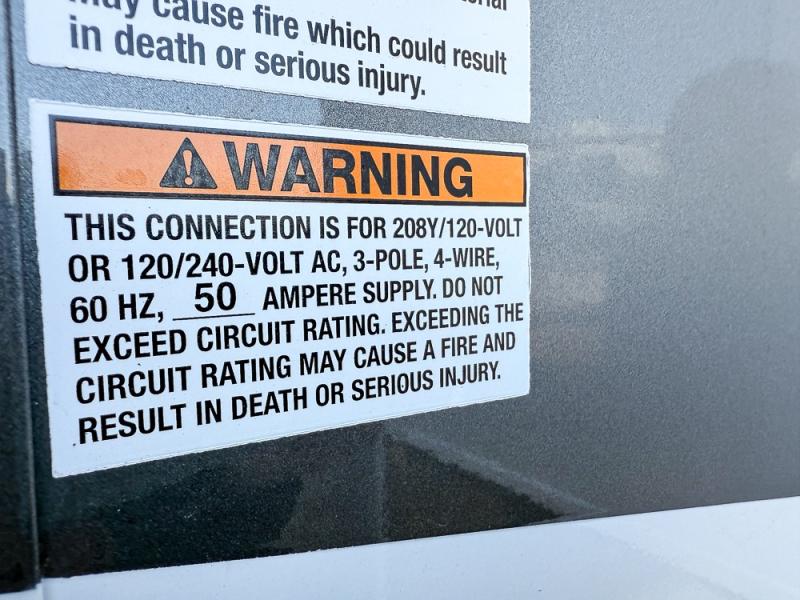 may cause fire which could result
in death or serious injury.
WARNING
THIS CONNECTION IS FOR 208Y/120-VOLT
OR 120/240-VOLT AC, 3-POLE, 4-WIRE,
60 HZ, 50 AMPERE SUPPLY. DO NOT
EXCEED CIRCUIT RATING. EXCEEDING THE
CIRCUIT RATING MAY CAUSE A FIRE AND
RESULT IN DEATH OR SERIOUS INJURY.